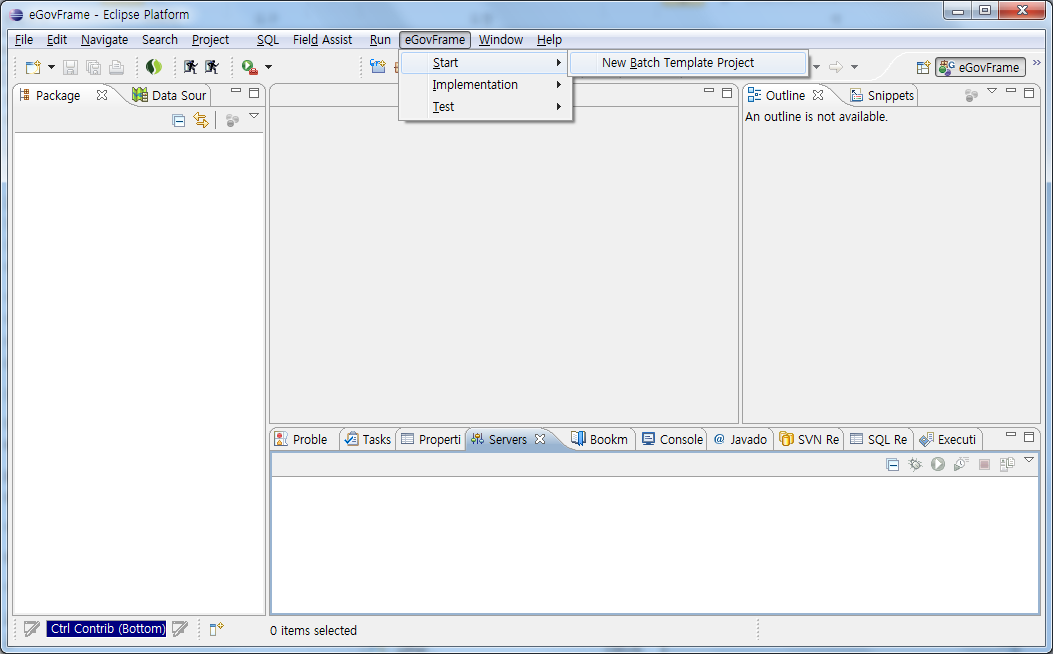 eGovFrame - Eclipse Platform
File Edit Navigate Search Project SQL Field Assist Run eGovFrame Window Help
Start
New Batch Template Project
Implementation
Test
eGovFrame
Package
Data Sour
Outline
Snippets
An outline is not available.
Proble
Tasks
Properti
Servers
Bookm
Console
Javado
SVN Re
SQL Re
Executi
Ctrl Contrib (Bottom)
0 items selected